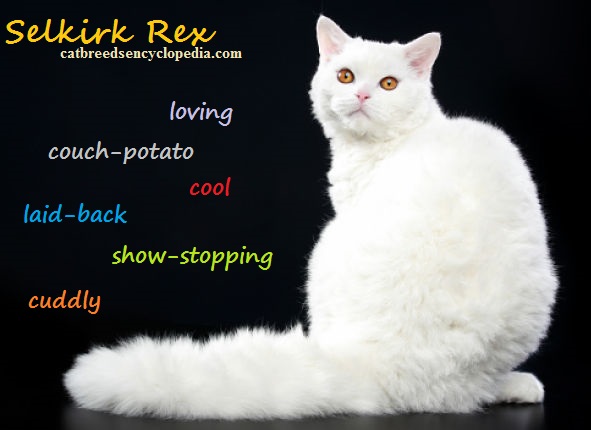 Selkirk Rex
catbreedsencyclopedia.com
loving
couch-potato
cool
laid-back
show-stopping
cuddly